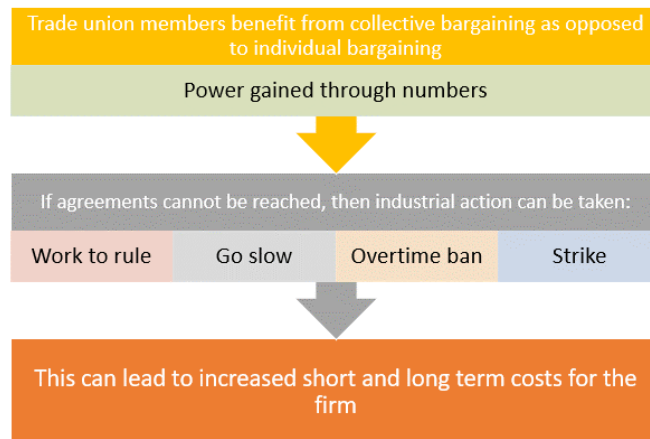 Trade union members benefit from collective bargaining as opposed
to individual bargaining
Power gained through numbers
If agreements cannot be reached, then industrial action can be taken:
Work to rule
Go slow
Overtime ban
Strike
This can lead to increased short and long term costs for the
firm